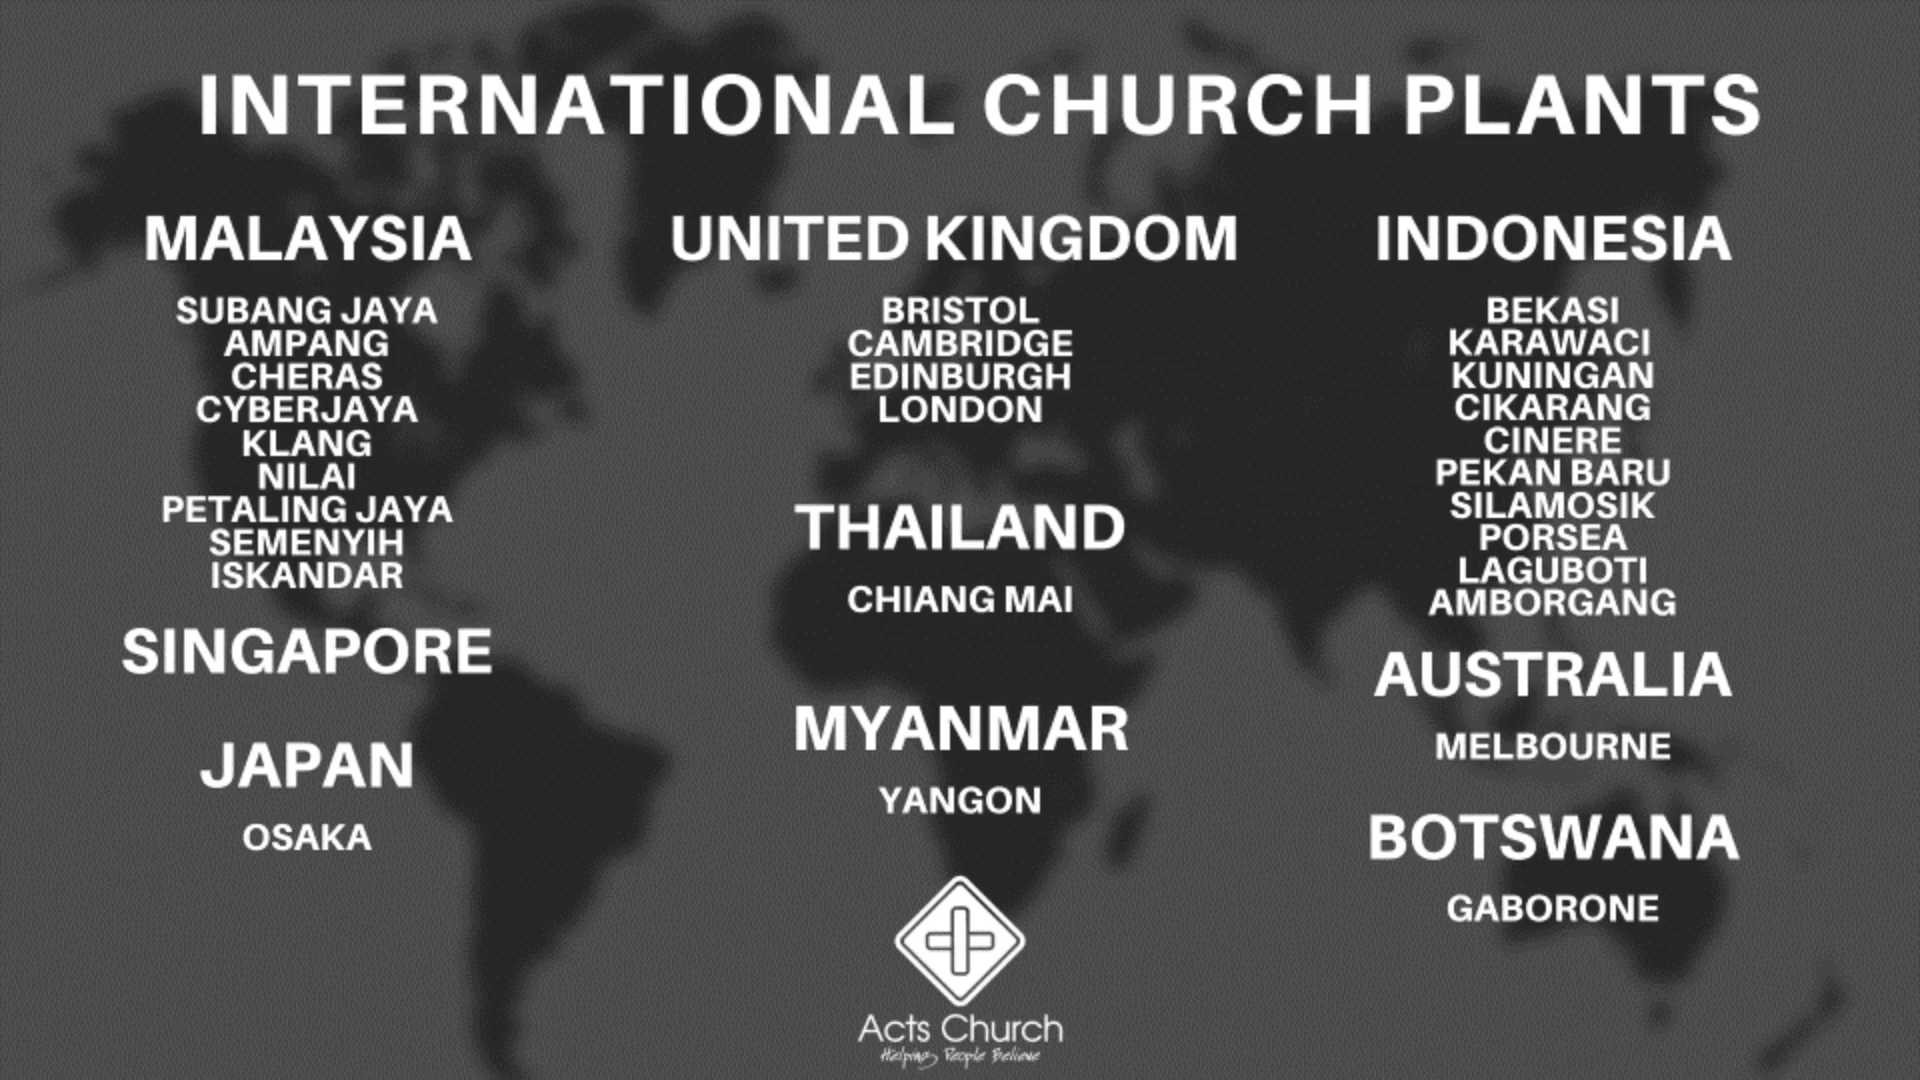 INTERNATIONAL CHURCH PLANTS
MALAYSIA
SUBANG JAYA
AMPANG
CHERAS
CYBERJAYA
KLANG
NILAI
PETALING JAYA
SEMENYIH
ISKANDAR
SINGAPORE
JAPAN
OSAKA
UNITED KINGDOM
BRISTOL
CAMBRIDGE
EDINBURGH
LONDON
THAILAND
CHIANG MAI
MYANMAR
YANGON
INDONESIA
BEKASI
KARAWACI
KUNINGAN
CIKARANG
CINERE
PEKAN BARU
SILAMOSIK
PORSEA
LAGUBOTI
AMBORGANG
AUSTRALIA
MELBOURNE
BOTSWANA
GABORONE
Acts Church
Helping People Believe